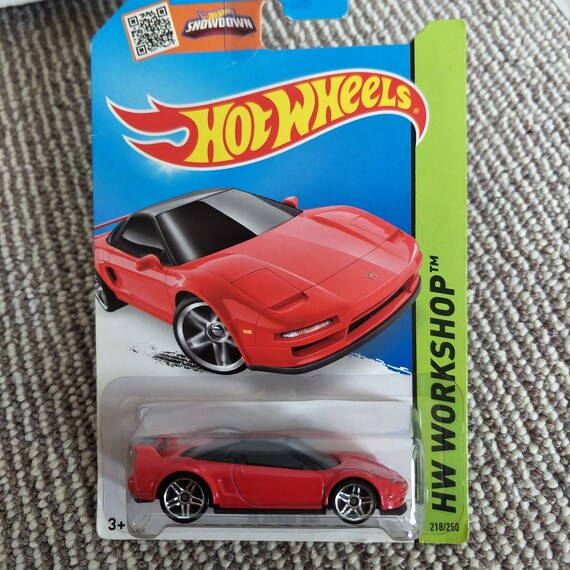 SHOWDOWN
HOT WHEELS
HW WORKSHOP™
218/250
3+